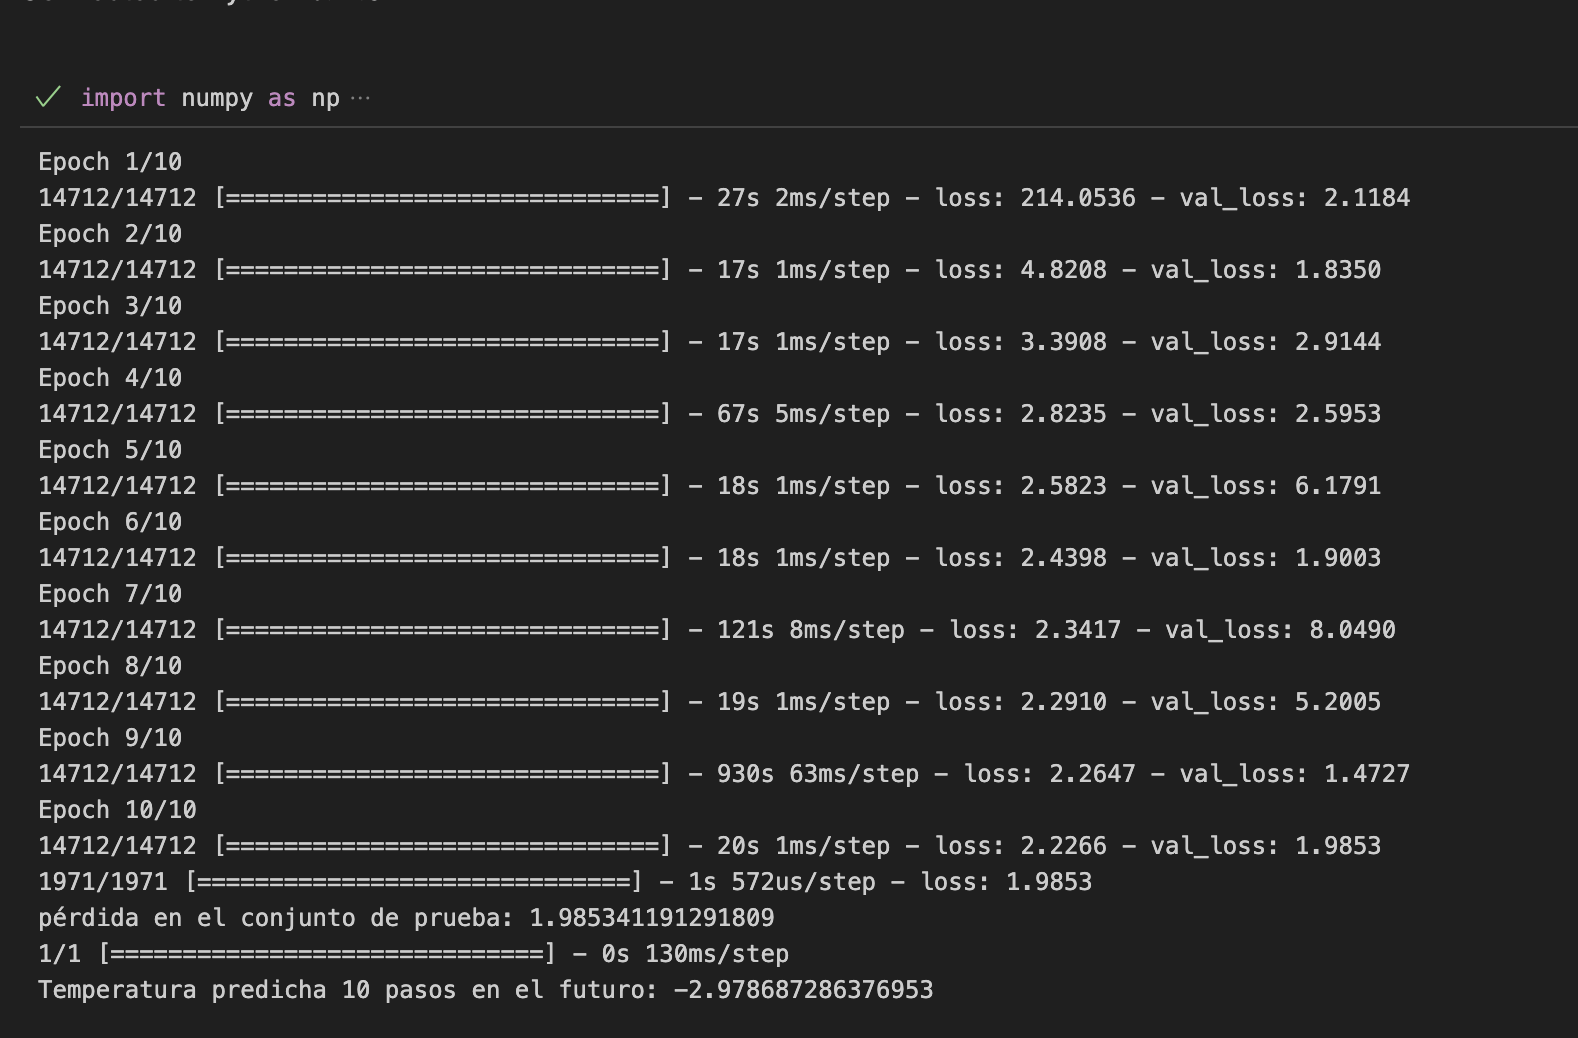 import numpy as np ...
Epoch 1/10
14712/14712 [==============================] - 27s 2ms/step - loss: 214.0536 - val_loss: 2.1184
Epoch 2/10
14712/14712 [==============================] - 17s 1ms/step - loss: 4.8208 - val_loss: 1.8350
Epoch 3/10
14712/14712 [==============================] - 17s 1ms/step - loss: 3.3908 - val_loss: 2.9144
Epoch 4/10
14712/14712 [==============================] - 67s 5ms/step - loss: 2.8235 - val_loss: 2.5953
Epoch 5/10
14712/14712 [==============================] - 18s 1ms/step - loss: 2.5823 - val_loss: 6.1791
Epoch 6/10
14712/14712 [==============================] - 18s 1ms/step - loss: 2.4398 - val_loss: 1.9003
Epoch 7/10
14712/14712 [==============================] - 121s 8ms/step - loss: 2.3417 - val_loss: 8.0490
Epoch 8/10
14712/14712 [==============================] - 19s 1ms/step - loss: 2.2910 - val_loss: 5.2005
Epoch 9/10
14712/14712 [==============================] - 930s 63ms/step - loss: 2.2647 - val_loss: 1.4727
Epoch 10/10
14712/14712 [==============================] - 20s 1ms/step - loss: 2.2266 - val_loss: 1.9853
1971/1971 [==============================] - 1s 572us/step - loss: 1.9853
pérdida en el conjunto de prueba: 1.985341191291809
1/1 [==============================] - 0s 130ms/step
Temperatura predicha 10 pasos en el futuro: -2.978687286376953